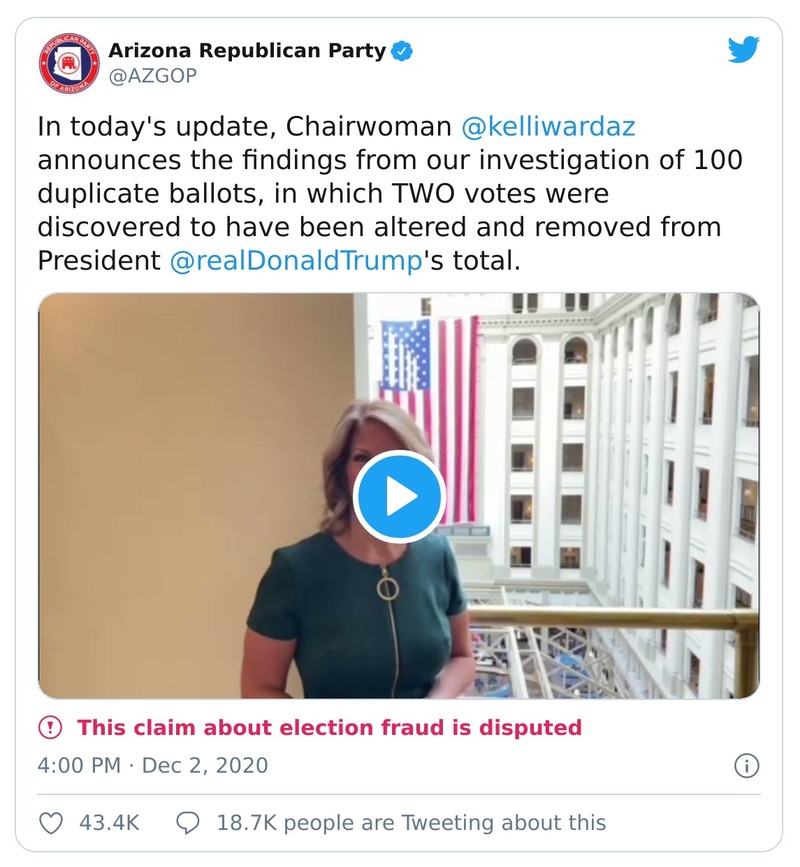 REPUBLICAN PARTY
OF ARIZONA
Arizona Republican Party
@AZGOP
In today's update, Chairwoman @kelliwardaz
announces the findings from our investigation of 100
duplicate ballots, in which TWO votes were
discovered to have been altered and removed from
President @realDonaldTrump's total.
This claim about election fraud is disputed
4:00 PM · Dec 2, 2020
43.4K 18.7K people are Tweeting about this